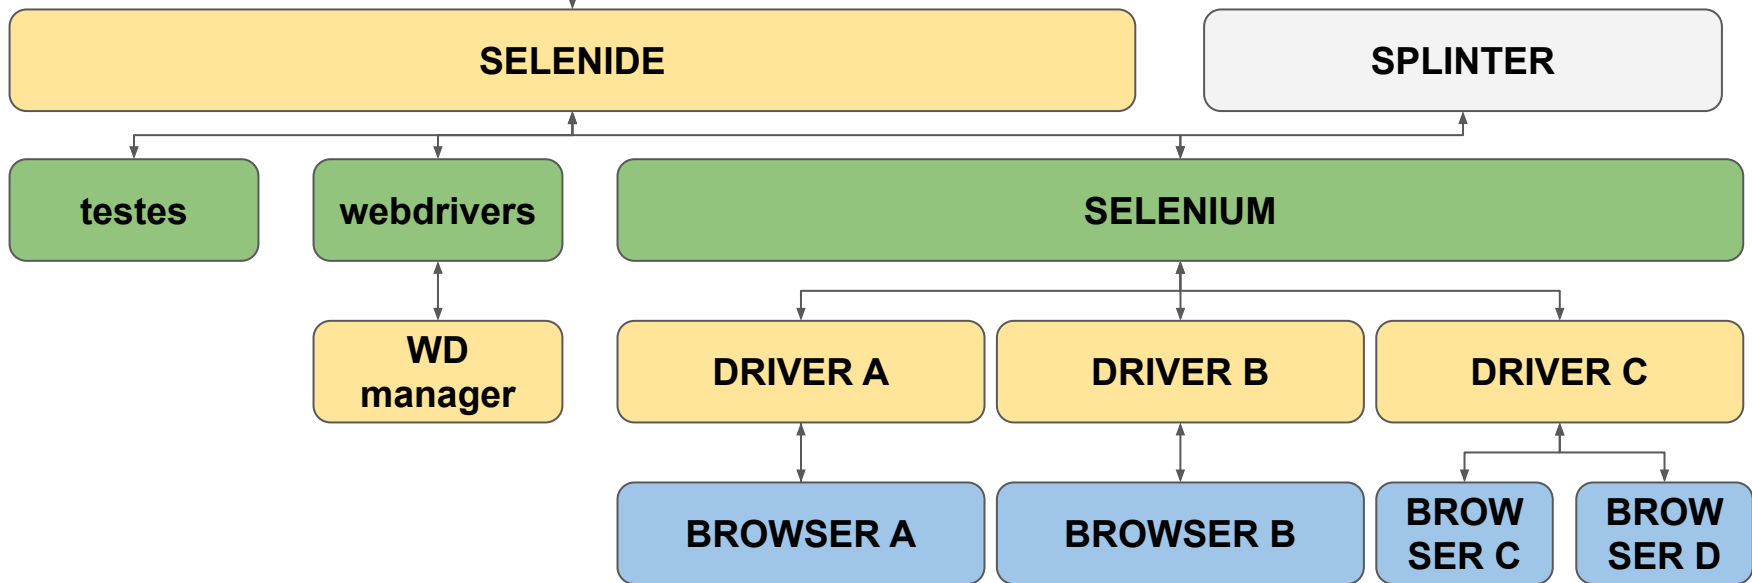 SELENIDE
SPLINTER
testes
webdrivers
SELENIUM
WD
manager
DRIVER A
DRIVER B
DRIVER C
BROWSER A
BROWSER B
BROW
SER C
BROW
SER D